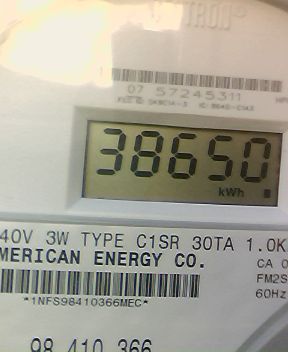 TRON
07 57245311
38650
kWh
40V 3W TYPE C1SR 30TA 1.0K
MERICAN ENERGY CO.
CA 0
FM2S
60Hz
*1NFS98410366MEC*
98 410 366